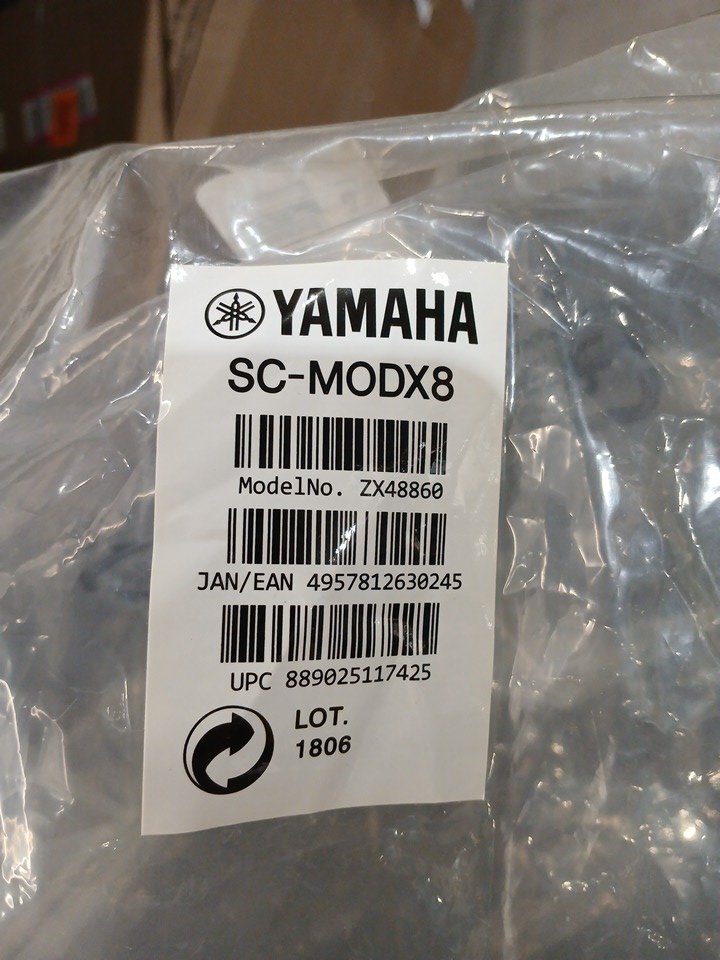 YAMAHA
SC-MODX8
ModelNo. ZX48860
JAN/EAN 4957812630245
UPC 889025117425
LOT.
1806